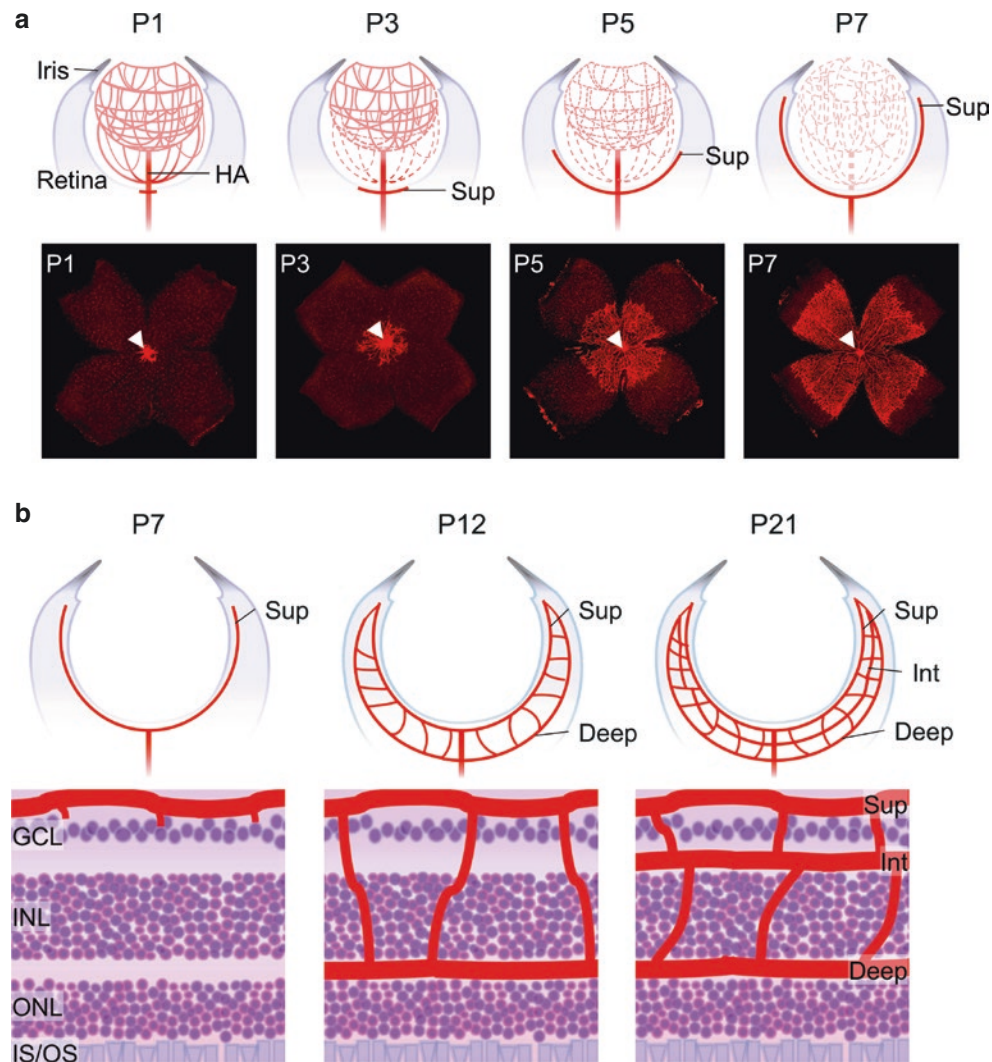 a
P1 P3 P5 P7
Iris
Sup
Sup
Retina HA
Sup
P1 P3 P5 P7
b
P7 P12 P21
Sup Sup Sup
Int
Deep Deep
Sup
GCL
Int
INL
Deep
ONL
IS/OS